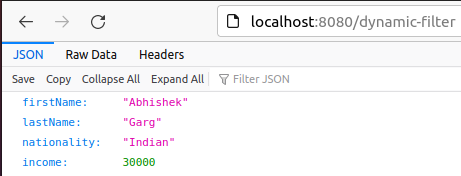 localhost:8080/dynamic-filter
JSON Raw Data Headers
Save Copy Collapse All Expand All Filter JSON
firstName: "Abhishek"
lastName: "Garg"
nationality: "Indian"
income: 30000